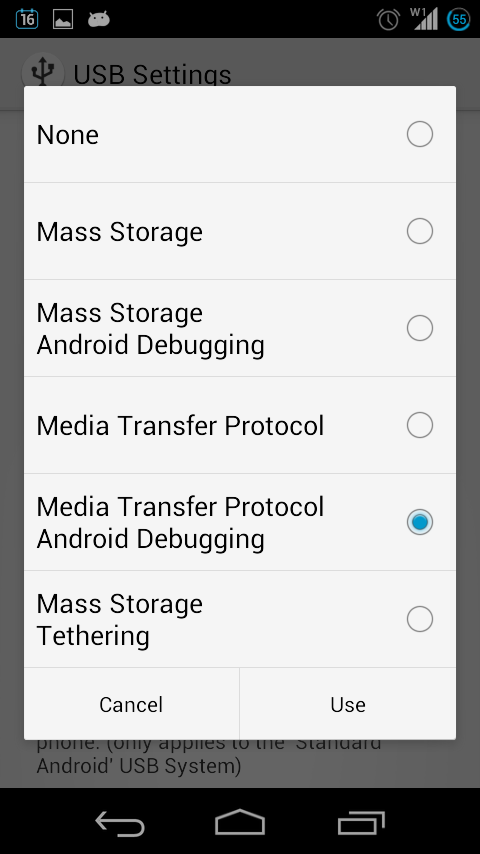 16
W1
55
USB Settings
None
Mass Storage
Mass Storage
Android Debugging
Media Transfer Protocol
Media Transfer Protocol
Android Debugging
Mass Storage
Tethering
Cancel
Use
phone. (only applies to the 'Standard
Android' USB System)